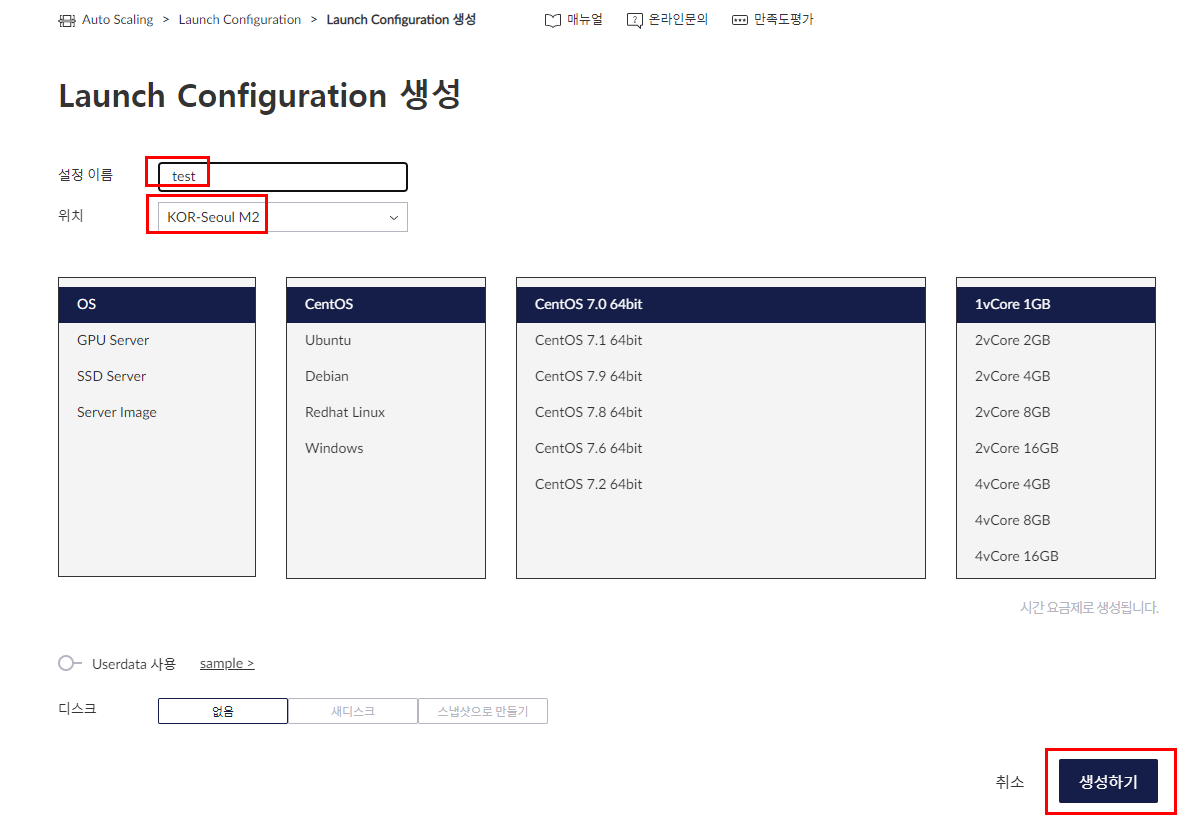 Auto Scaling > Launch Configuration > Launch Configuration 생성 매뉴얼 온라인문의 만족도평가
Launch Configuration 생성
설정 이름 test
위치 KOR-Seoul M2
OS
GPU Server
SSD Server
Server Image
CentOS
Ubuntu
Debian
Redhat Linux
Windows
CentOS 7.0 64bit
CentOS 7.1 64bit
CentOS 7.9 64bit
CentOS 7.8 64bit
CentOS 7.6 64bit
CentOS 7.2 64bit
1vCore 1GB
2vCore 2GB
2vCore 4GB
2vCore 8GB
2vCore 16GB
4vCore 4GB
4vCore 8GB
4vCore 16GB
시간 요금제로 생성됩니다.
Userdata 사용 sample >
디스크 없음 새디스크 스냅샷으로 만들기
취소 생성하기